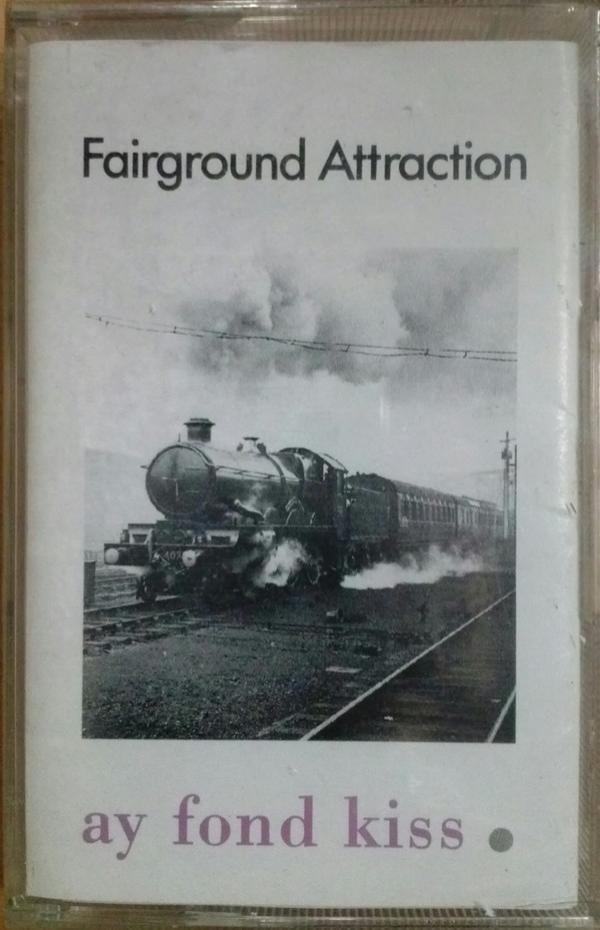 Fairground Attraction
ay fond kiss